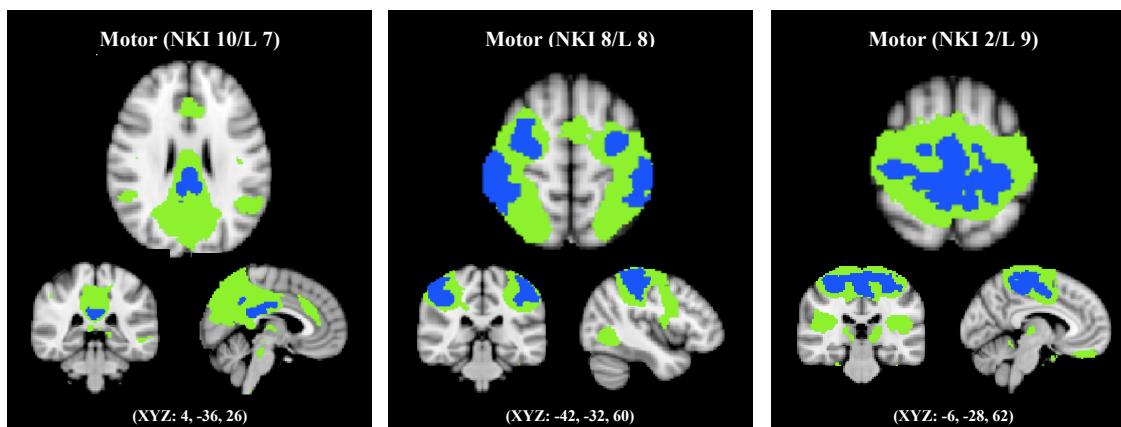 Motor (NKI 10/L 7)
Motor (NKI 8/L 8)
Motor (NKI 2/L 9)
(XYZ: 4, -36, 26)
(XYZ: -42, -32, 60)
(XYZ: -6, -28, 62)